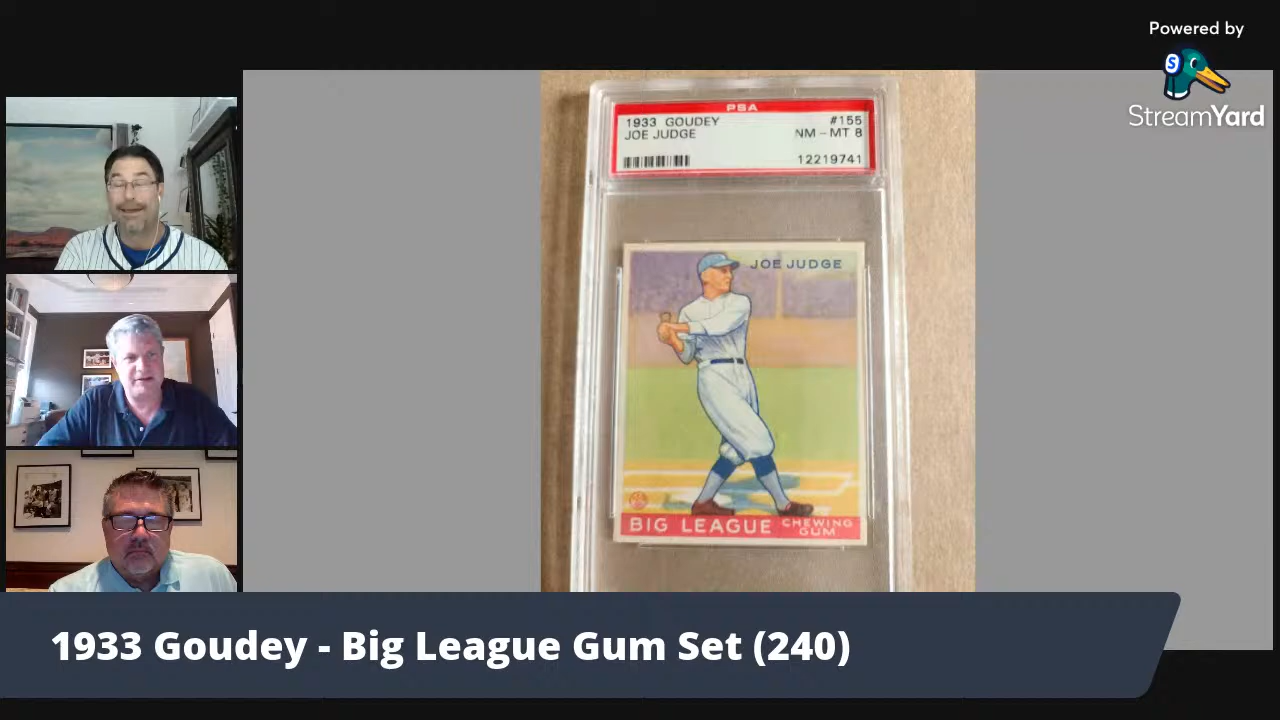 Powered by
S
StreamYard
PSA
1933 GOUDEY #155
JOE JUDGE NM - MT 8
12219741
JOE JUDGE
BIG LEAGUE CHEWING GUM
1933 Goudey - Big League Gum Set (240)